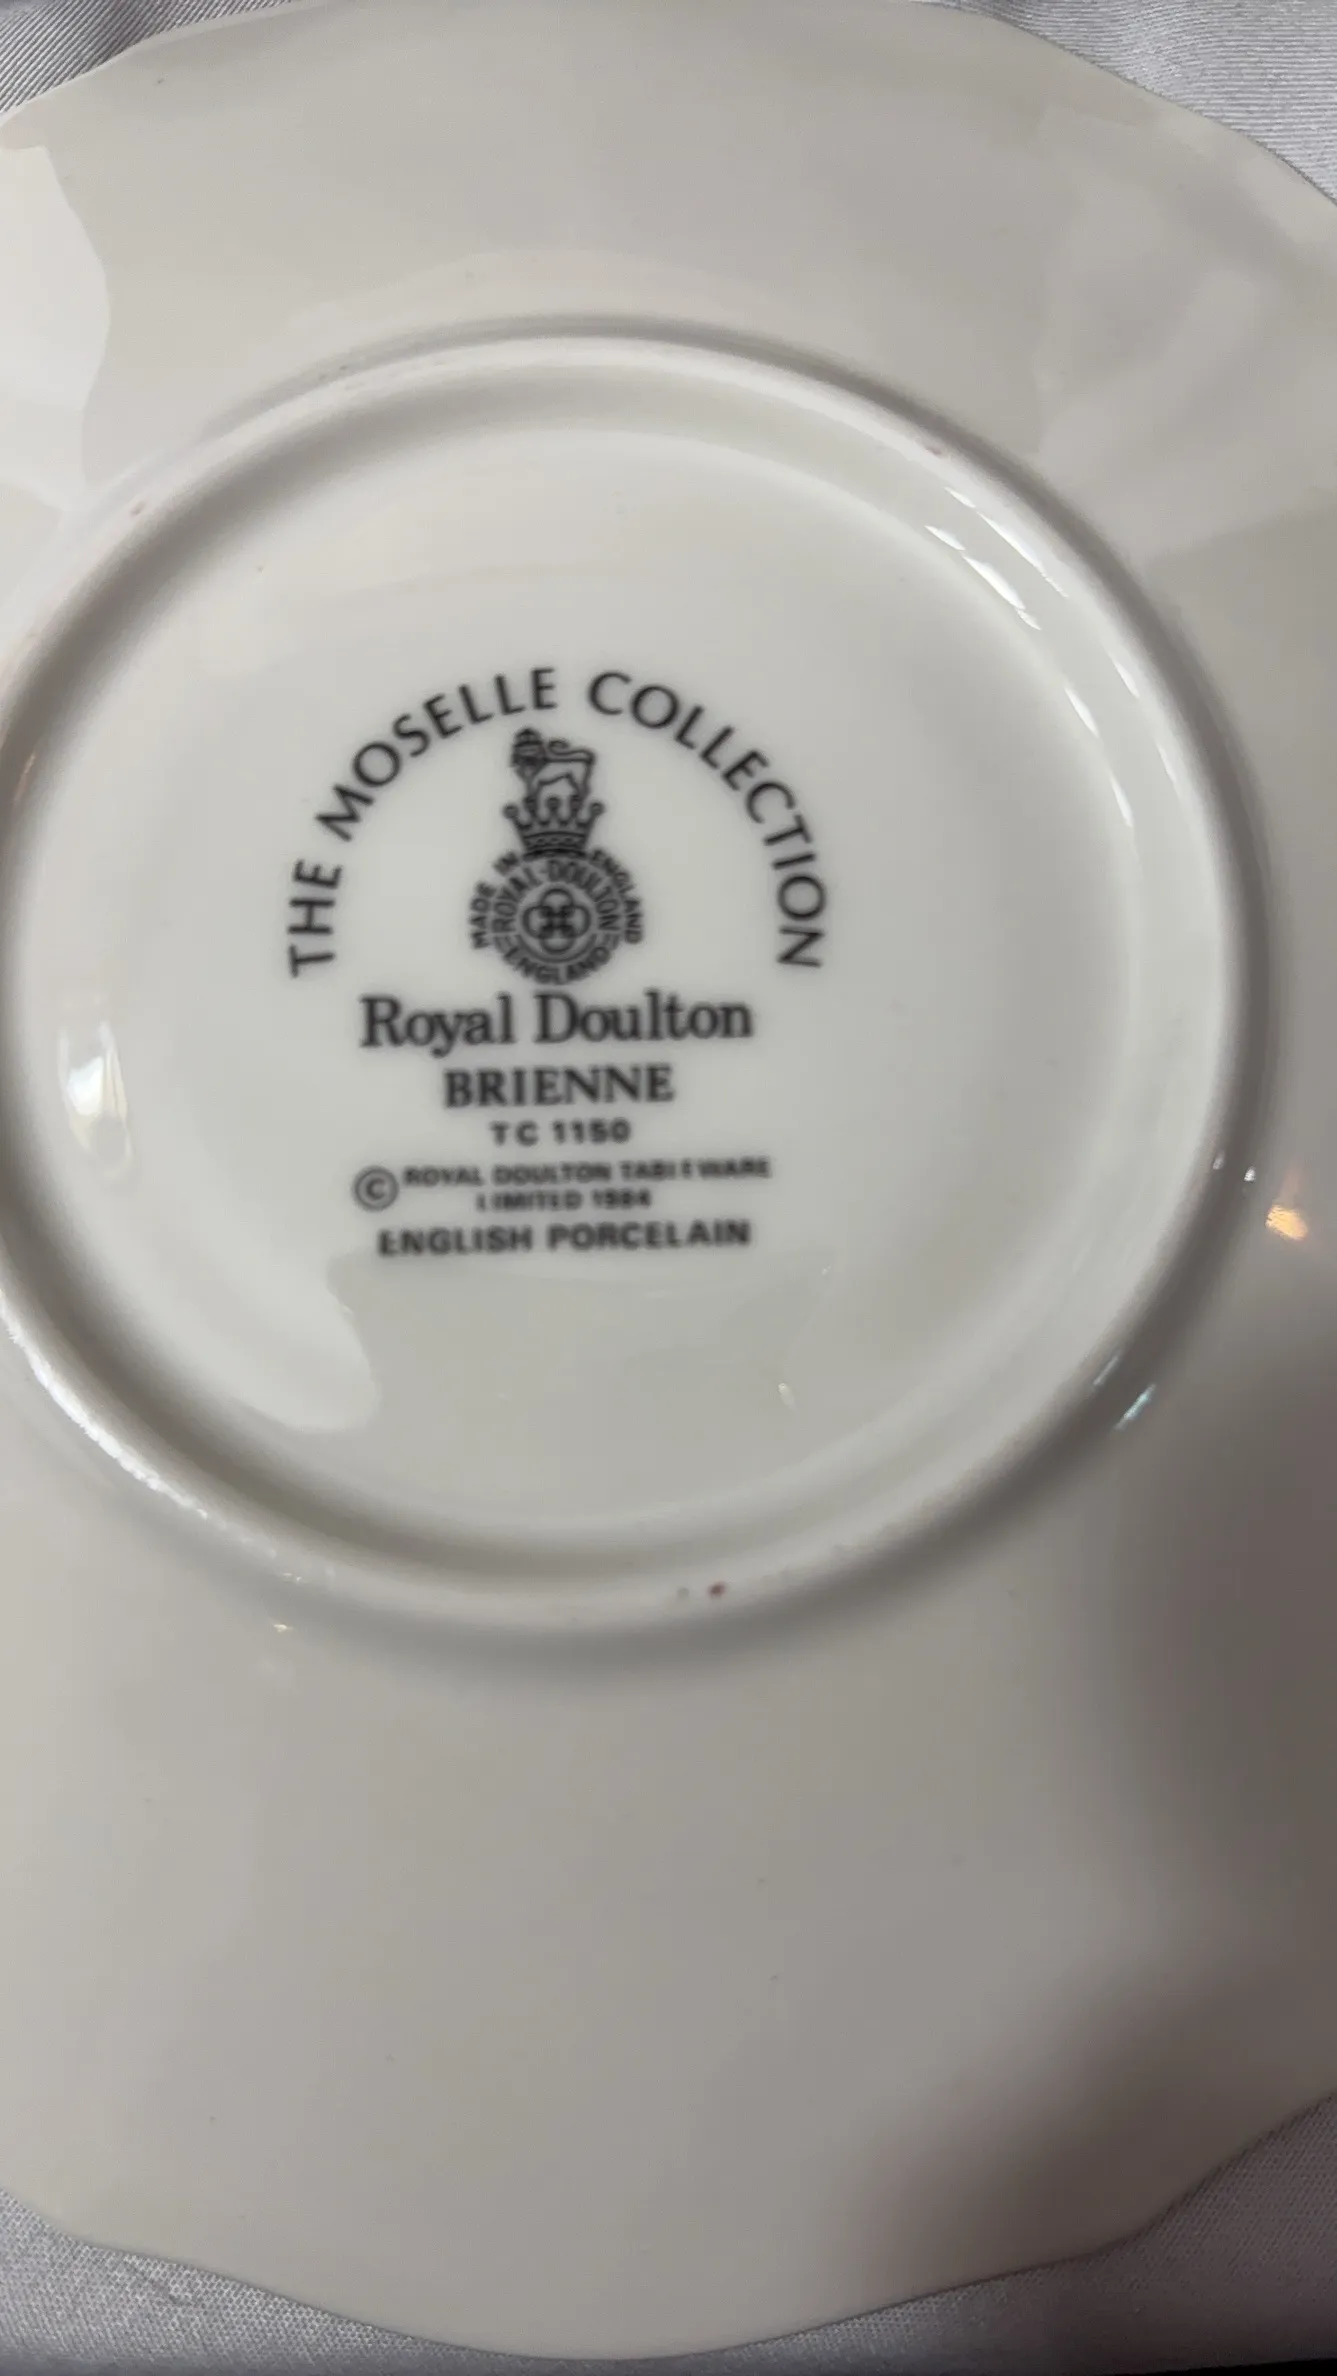 THE MOSELLE COLLECTION
MADE IN ENGLAND
ROYAL DOULTON
ENGLAND
Royal Doulton
BRIENNE
TC 1150
© ROYAL DOULTON TABLEWARE
LIMITED 1984
ENGLISH PORCELAIN